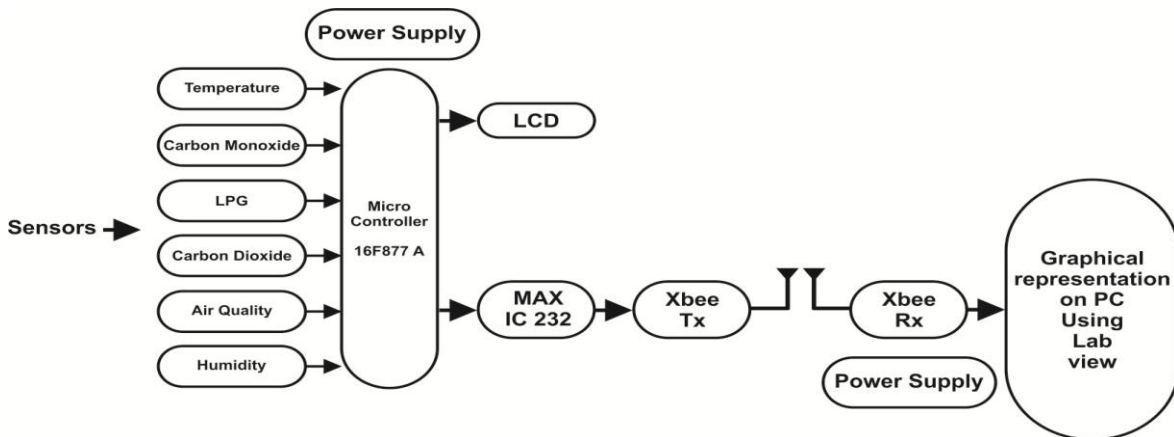 Power Supply
Temperature
Carbon Monoxide
LPG
Sensors
Carbon Dioxide
Air Quality
Humidity
Micro
Controller
16F877 A
LCD
MAX
IC 232
Xbee
Tx
Xbee
Rx
Power Supply
Graphical
representation
on PC
Using
Lab
view